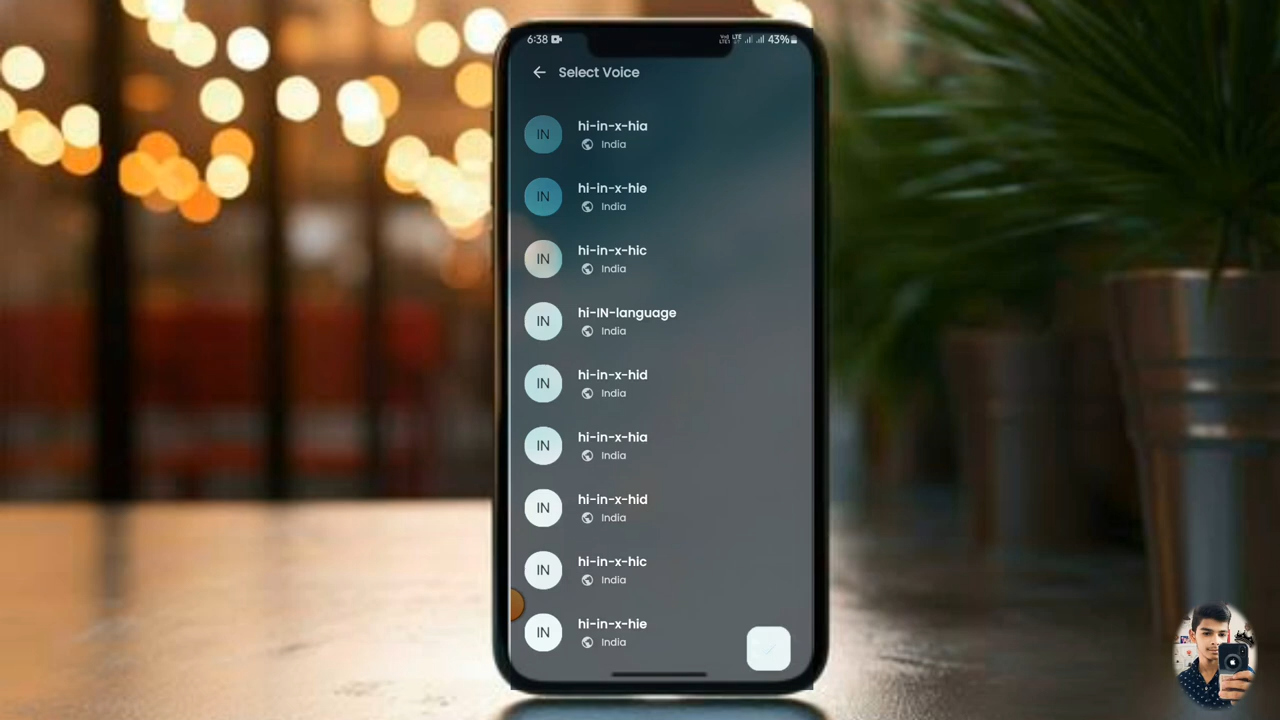 6:38
43%
Select Voice
IN
hi-in-x-hia
India
IN
hi-in-x-hie
India
IN
hi-in-x-hic
India
IN
hi-IN-language
India
IN
hi-in-x-hid
India
IN
hi-in-x-hia
India
IN
hi-in-x-hid
India
IN
hi-in-x-hic
India
IN
hi-in-x-hie
India